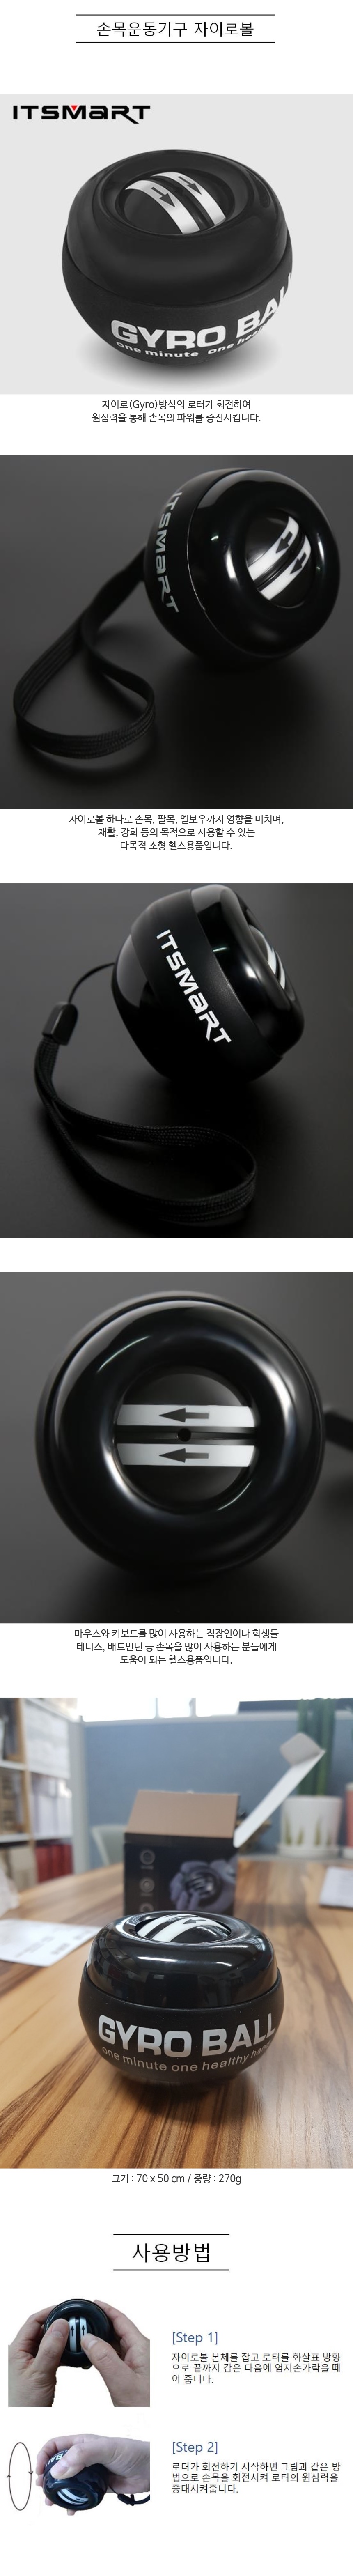 손목운동기구 자이로볼
ITSMART
GYRO BALL
one minute one hea
자이로(Gyro)방식의 로터가 회전하여
원심력을 통해 손목의 파워를 증진시킵니다.
ITSMART
자이로볼 하나로 손목, 팔목, 엘보우까지 영향을 미치며,
재활, 강화 등의 목적으로 사용할 수 있는
다목적 소형 헬스용품입니다.
ITSMART
마우스와 키보드를 많이 사용하는 직장인이나 학생들
테니스, 배드민턴 등 손목을 많이 사용하는 분들에게
도움이 되는 헬스용품입니다.
GYRO BALL
one minute one healthy hand
크기 : 70 x 50 cm / 중량 : 270g
사용방법
[Step 1]
자이로볼 본체를 잡고 로터를 화살표 방향
으로 끝까지 감은 다음에 엄지손가락을 떼
어 줍니다.
[Step 2]
로터가 회전하기 시작하면 그림과 같은 방
법으로 손목을 회전시켜 로터의 원심력을
증대시켜줍니다.